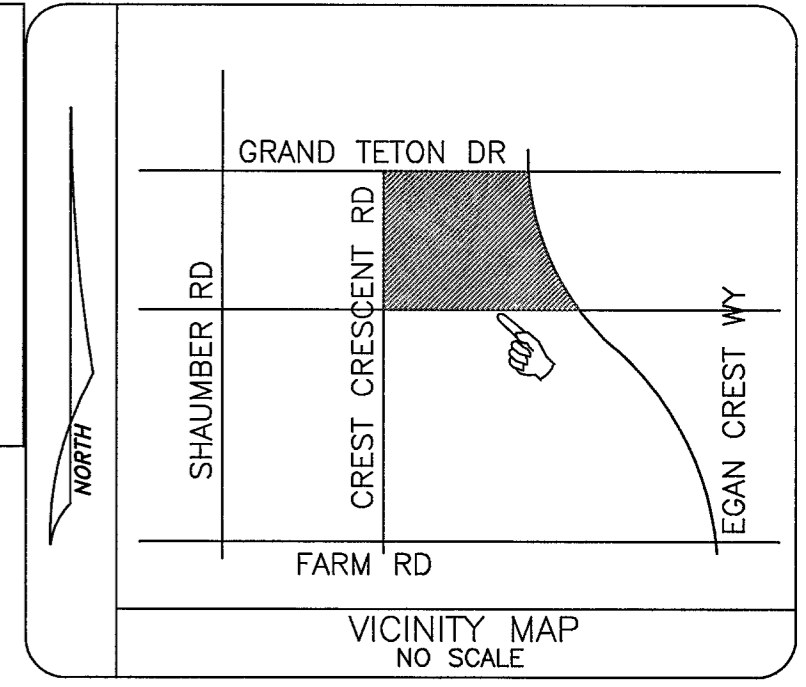 GRAND TETON DR
SHAUMBER RD
CREST CRESCENT RD
EGAN CREST WY
NORTH
FARM RD
VICINITY MAP
NO SCALE